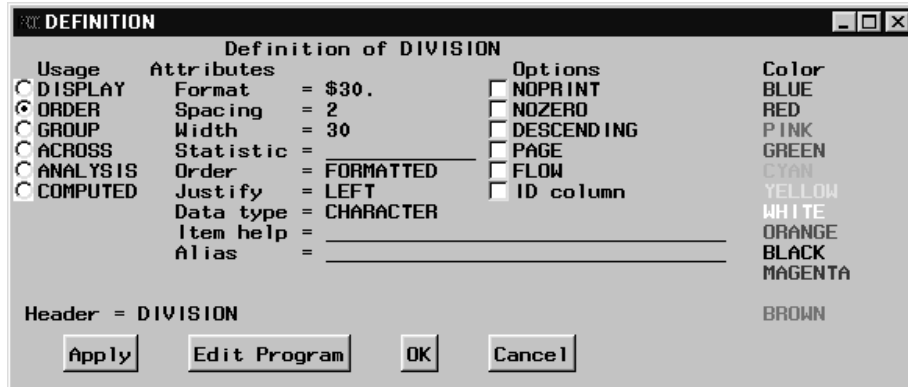 DEFINITION
Definition of DIVISION
Usage Attributes Options Color
DISPLAY Format = $30. NOPRINT BLUE
ORDER Spacing = 2 NOZERO RED
GROUP Width = 30 DESCENDING PINK
ACROSS Statistic = PAGE GREEN
ANALYSIS Order = FORMATTED FLOW CYAN
COMPUTED Justify = LEFT ID column YELLOW
Data type = CHARACTER WHITE
Item help = ORANGE
Alias = BLACK
MAGENTA
Header = DIVISION BROWN
Apply Edit Program OK Cancel